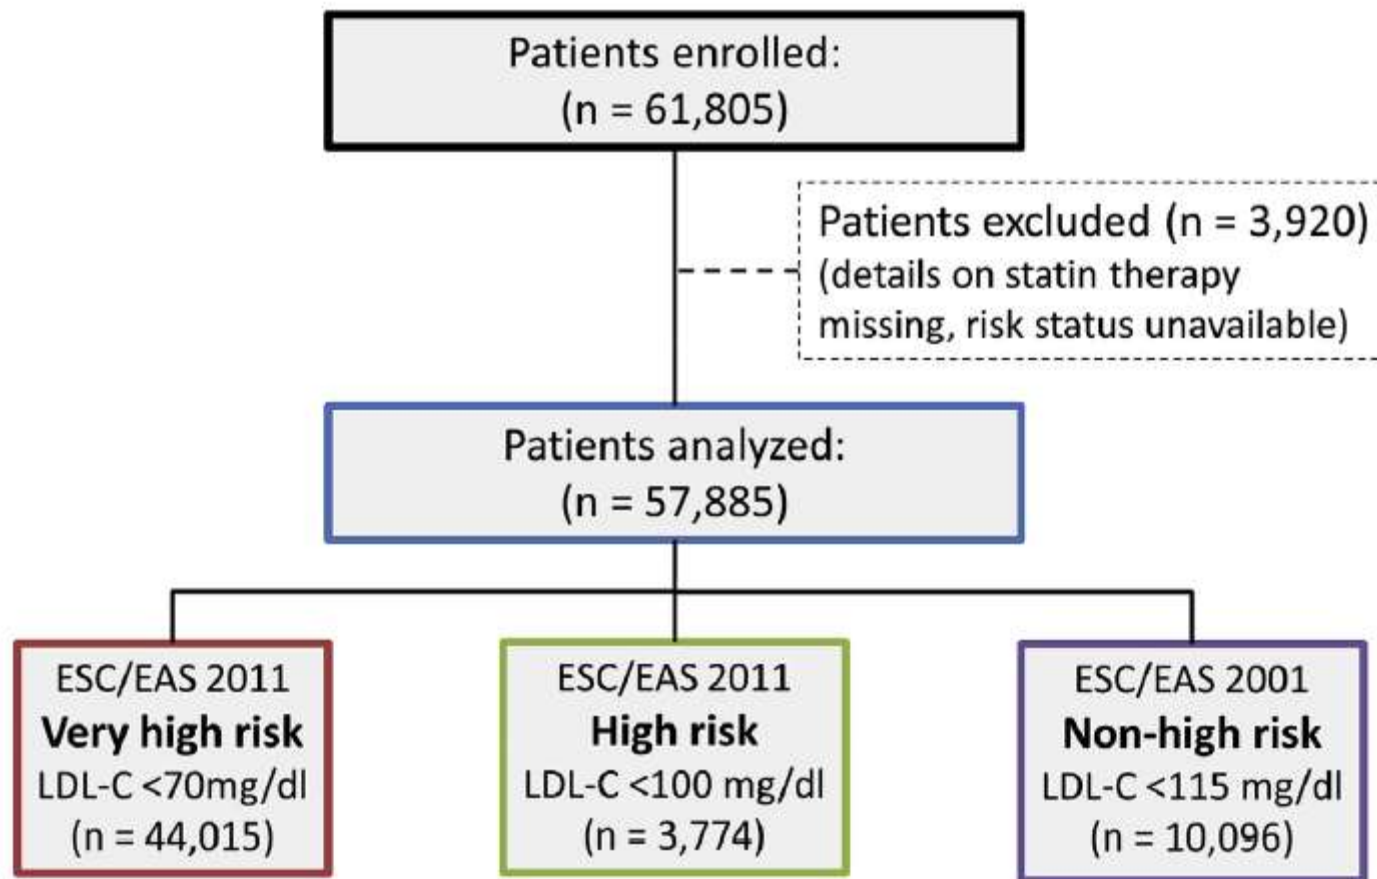 Patients enrolled:
(n = 61,805)
Patients excluded (n = 3,920)
(details on statin therapy
missing, risk status unavailable)
Patients analyzed:
(n = 57,885)
ESC/EAS 2011
Very high risk
LDL-C <70mg/dl
(n = 44,015)
ESC/EAS 2011
High risk
LDL-C <100 mg/dl
(n = 3,774)
ESC/EAS 2001
Non-high risk
LDL-C <115 mg/dl
(n = 10,096)